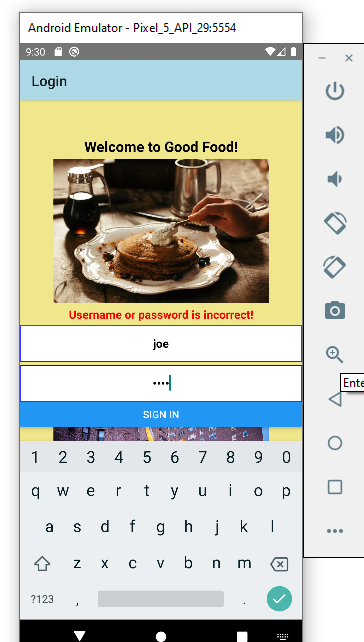 Android Emulator - Pixel_5_API_29:5554
9:30
Login
Welcome to Good Food!
Username or password is incorrect!
joe
••••
SIGN IN
Ente
1 2 3 4 5 6 7 8 9 0
q w e r t y u i o p
a s d f g h j k l
z x c v b n m
?123 , .